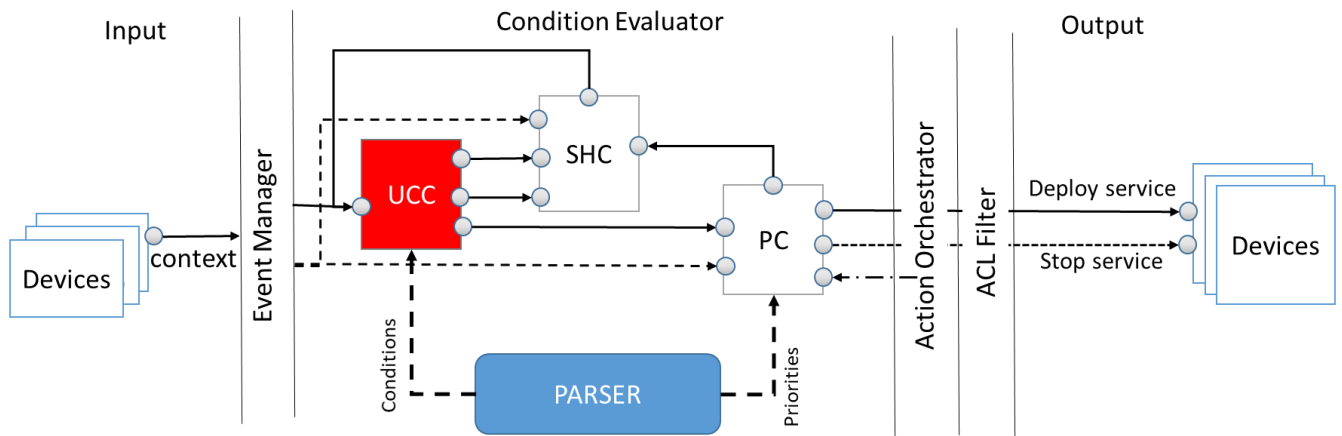 Input
Condition Evaluator
Output
Event Manager
SHC
UCC
PC
Action Orchestrator
ACL Filter
Deploy service
Stop service
Devices
context
Devices
Conditions
PARSER
Priorities